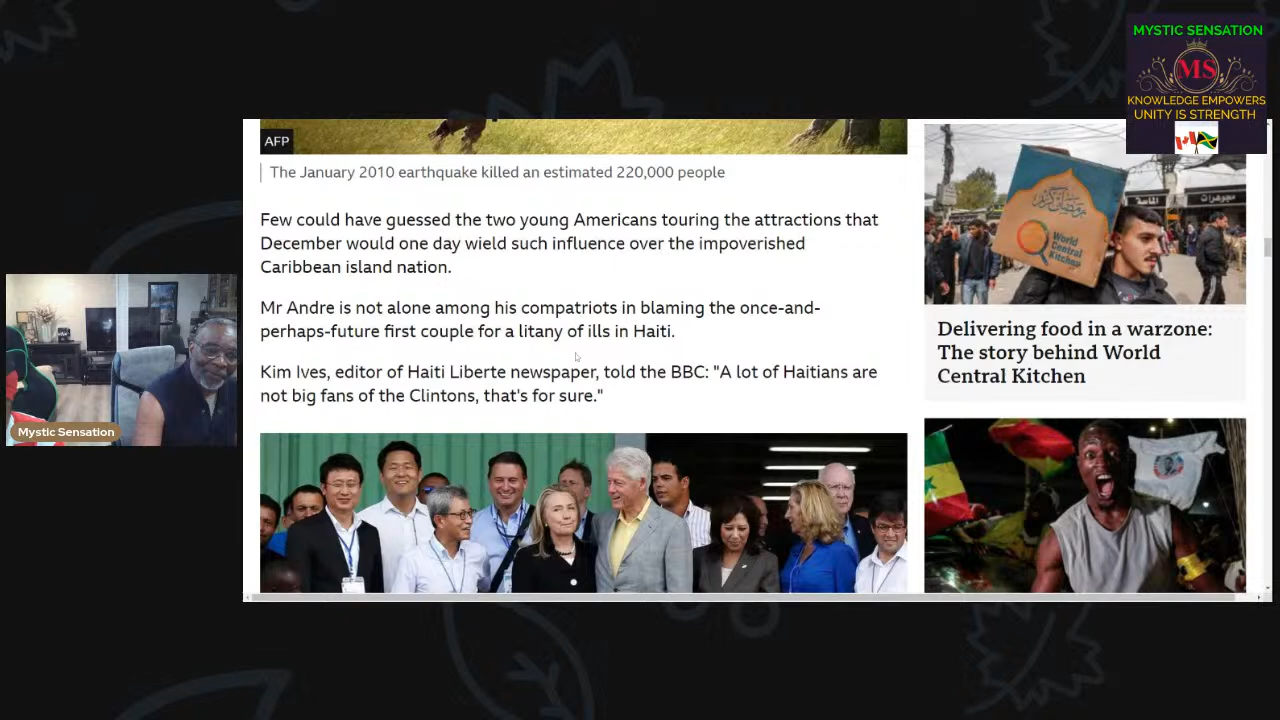 MYSTIC SENSATION
MS
KNOWLEDGE EMPOWERS
UNITY IS STRENGTH
AFP
The January 2010 earthquake killed an estimated 220,000 people
Few could have guessed the two young Americans touring the attractions that
December would one day wield such influence over the impoverished
Caribbean island nation.
Mr Andre is not alone among his compatriots in blaming the once-and-
perhaps-future first couple for a litany of ills in Haiti.
Kim Ives, editor of Haiti Liberte newspaper, told the BBC: "A lot of Haitians are
not big fans of the Clintons, that's for sure."
World
Central
Kitchen
Delivering food in a warzone:
The story behind World
Central Kitchen
Mystic Sensation